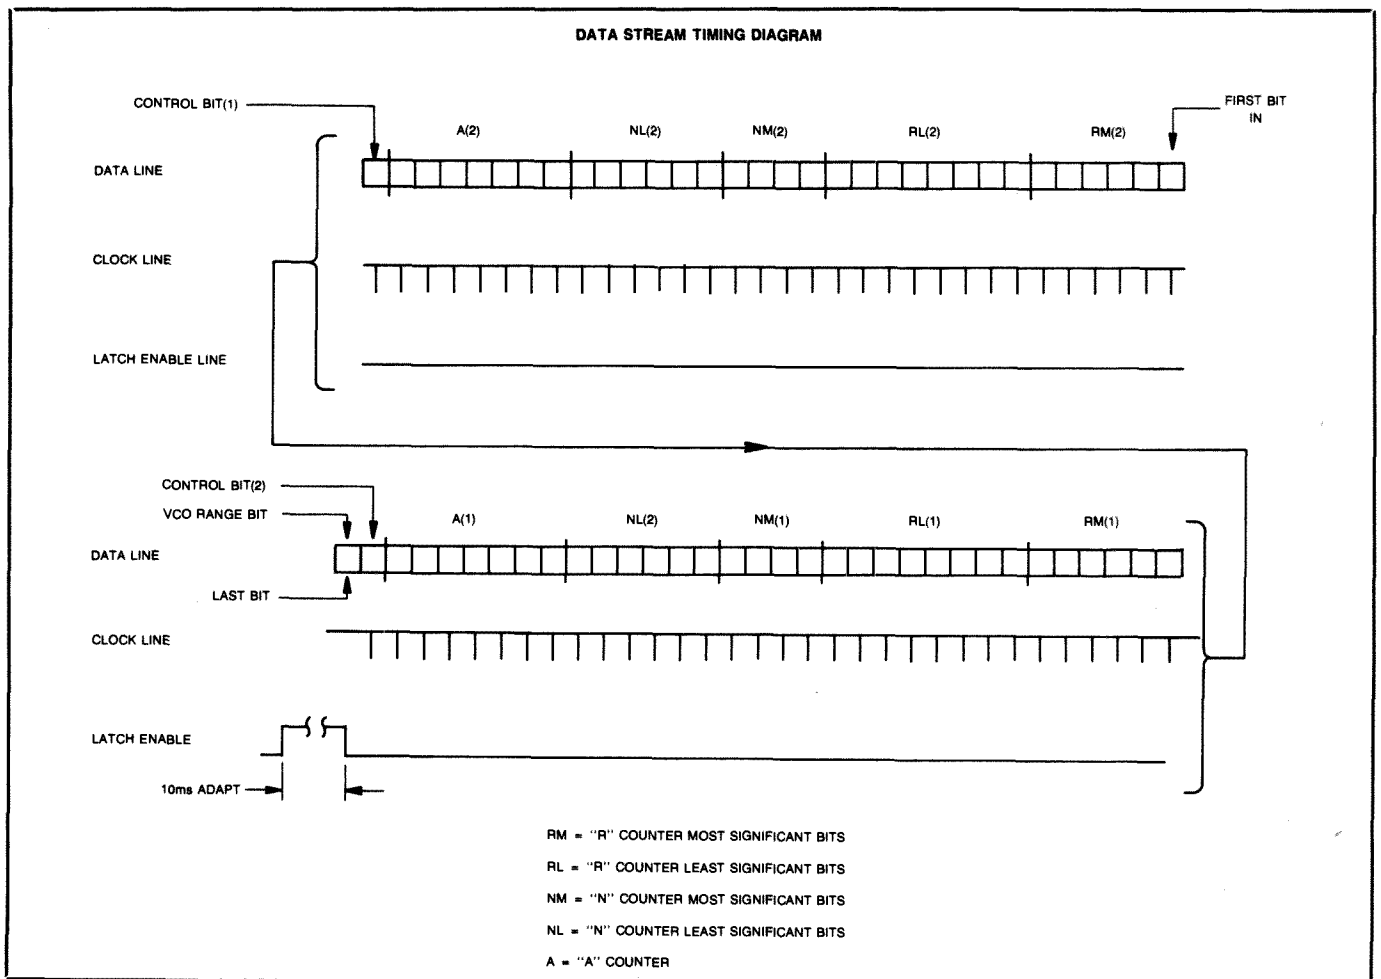 DATA STREAM TIMING DIAGRAM
CONTROL BIT(1)
FIRST BIT
IN
A(2)
NL(2)
NM(2)
RL(2)
RM(2)
DATA LINE
CLOCK LINE
LATCH ENABLE LINE
CONTROL BIT(2)
VCO RANGE BIT
A(1)
NL(2)
NM(1)
RL(1)
RM(1)
DATA LINE
LAST BIT
CLOCK LINE
LATCH ENABLE
10ms ADAPT
RM = "R" COUNTER MOST SIGNIFICANT BITS
RL = "R" COUNTER LEAST SIGNIFICANT BITS
NM = "N" COUNTER MOST SIGNIFICANT BITS
NL = "N" COUNTER LEAST SIGNIFICANT BITS
A = "A" COUNTER